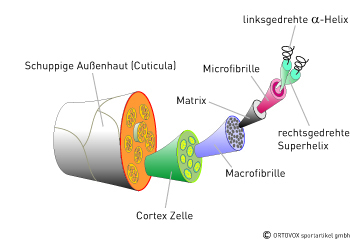 linksgedrehte α-Helix
Schuppige Außenhaut (Cuticula)
Microfibrille
Matrix
rechtsgedrehte
Superhelix
Macrofibrille
Cortex Zelle
© ORTOVOX sportartikel gmbh